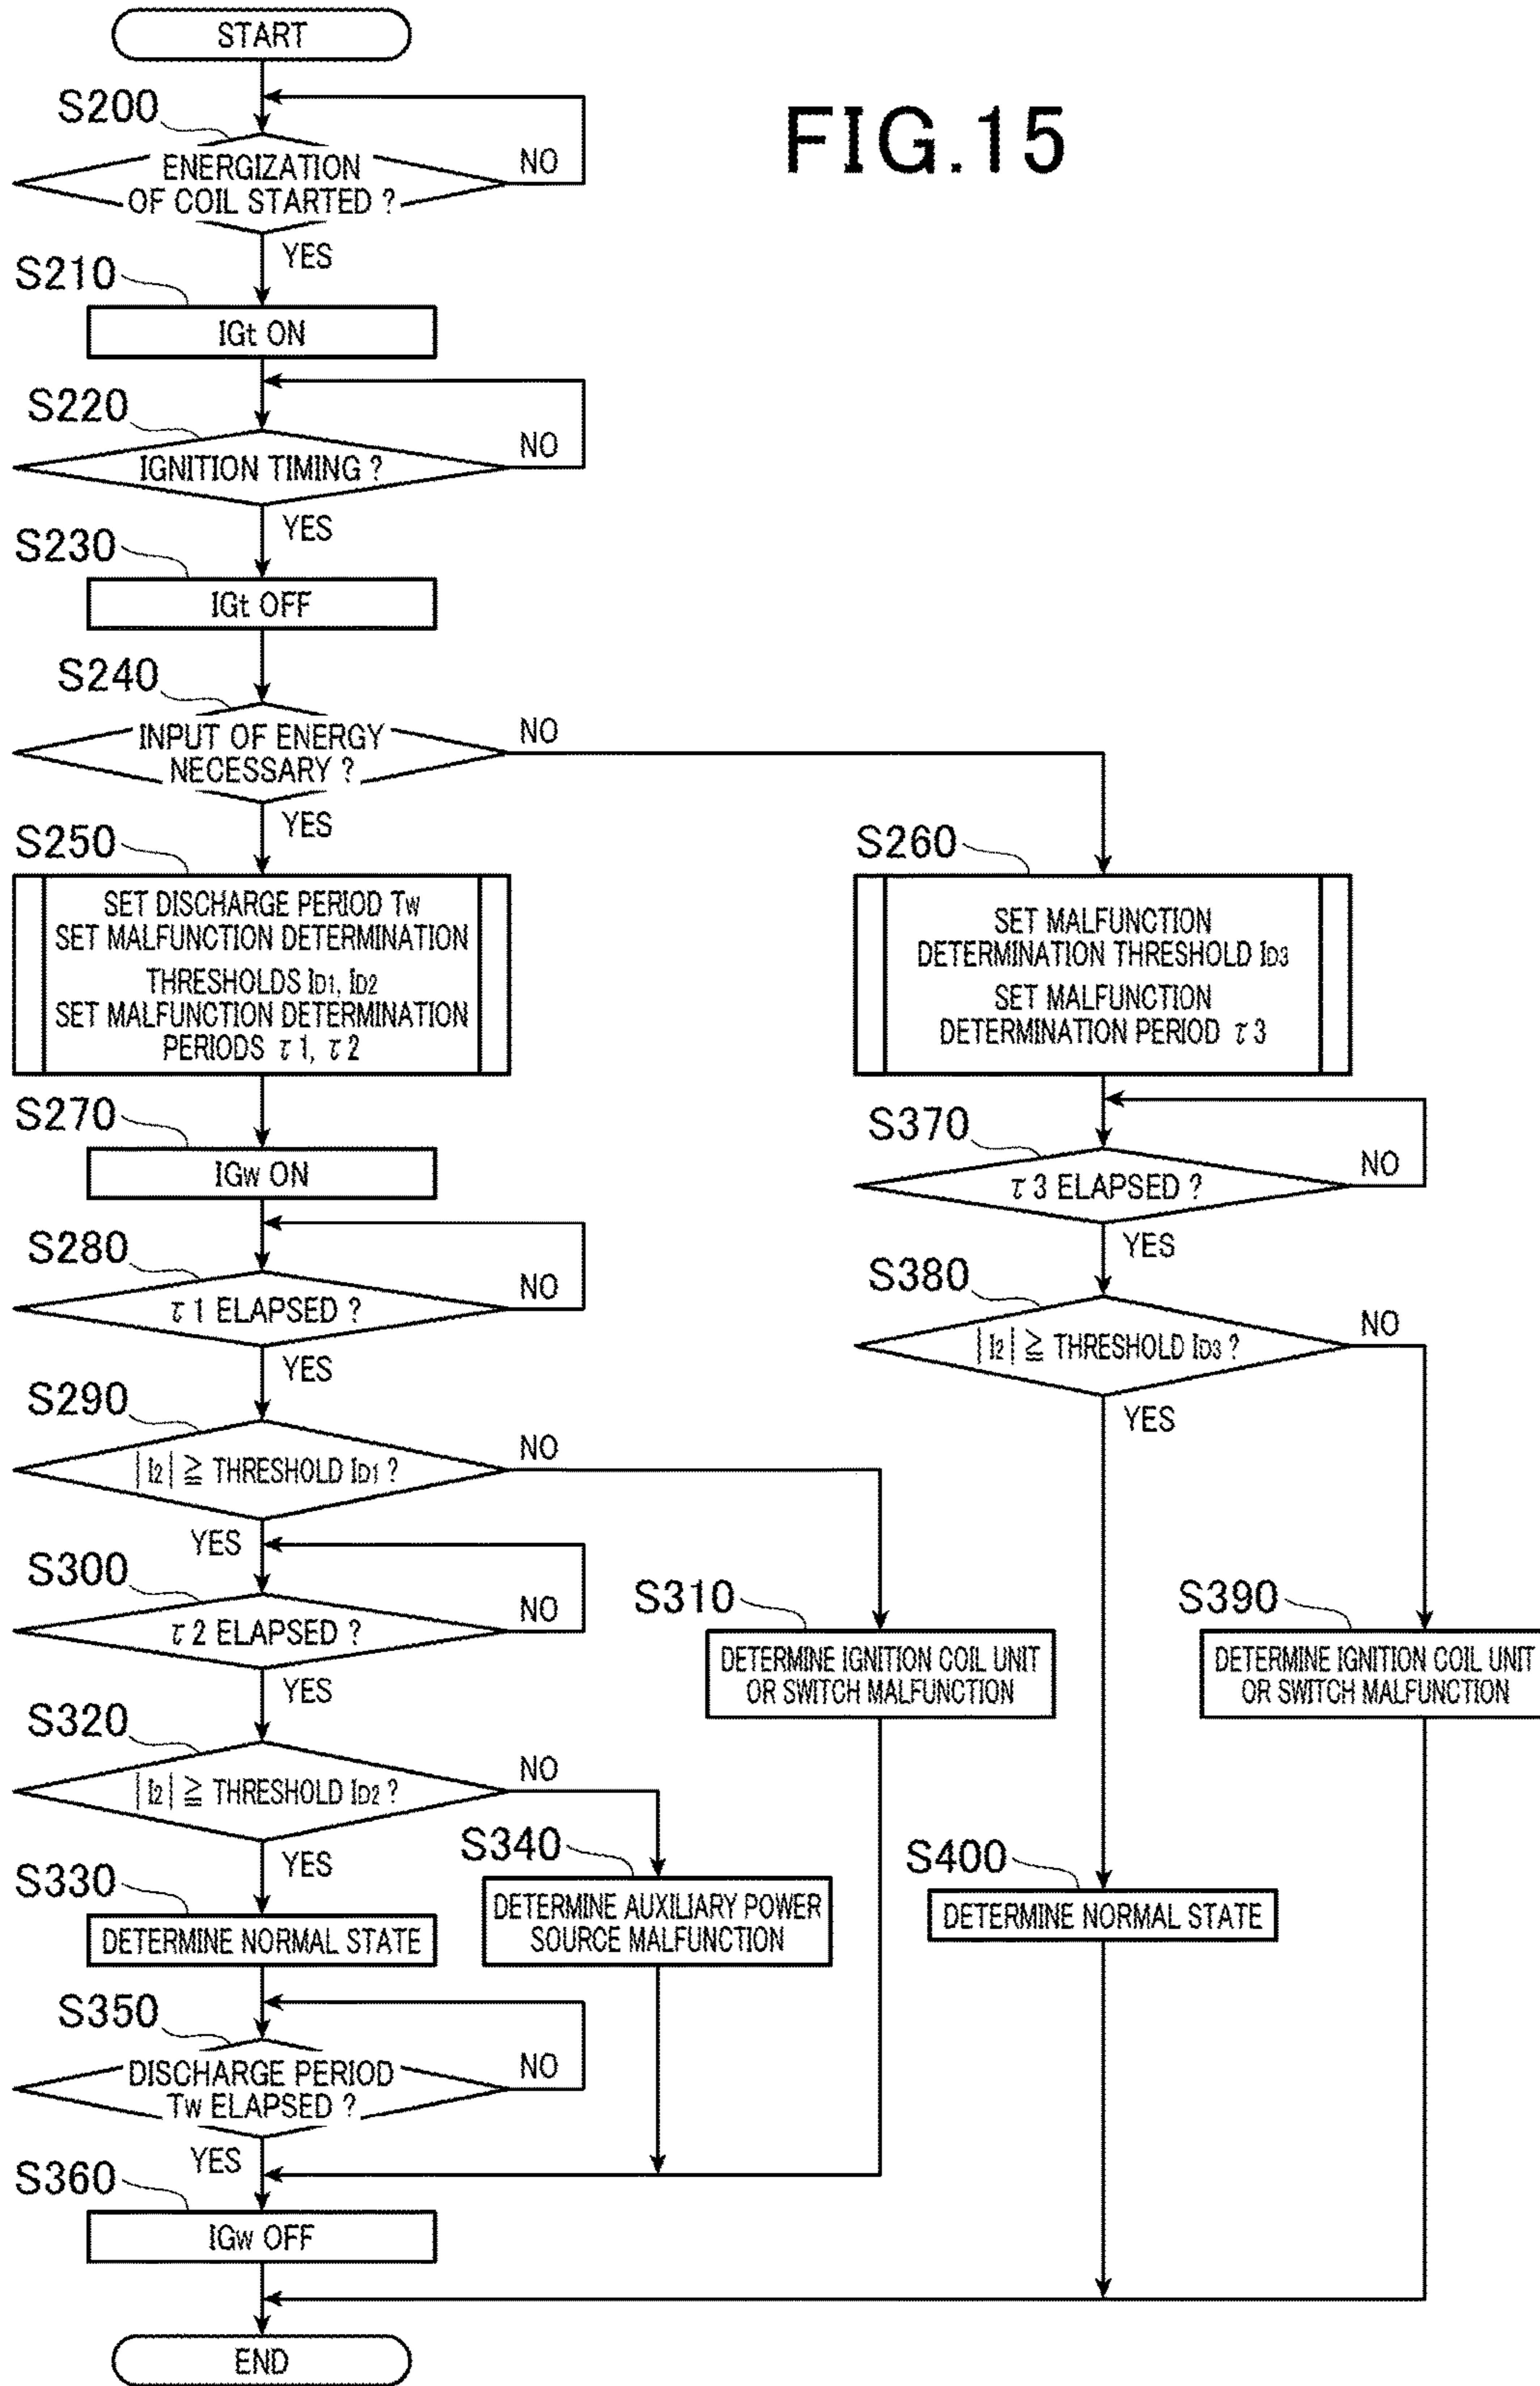 FIG.15
START
S200
ENERGIZATION
OF COIL STARTED ?
NO
YES
S210
IGt ON
S220
IGNITION TIMING ?
NO
YES
S230
IGt OFF
S240
INPUT OF ENERGY
NECESSARY ?
NO
YES
S250
SET DISCHARGE PERIOD Tw
SET MALFUNCTION DETERMINATION
THRESHOLDS ID1, ID2
SET MALFUNCTION DETERMINATION
PERIODS τ1, τ2
S260
SET MALFUNCTION
DETERMINATION THRESHOLD ID3
SET MALFUNCTION
DETERMINATION PERIOD τ3
S270
IGw ON
S280
τ1 ELAPSED ?
NO
YES
S290
|I2| ≧ THRESHOLD ID1 ?
NO
YES
S300
τ2 ELAPSED ?
NO
YES
S310
DETERMINE IGNITION COIL UNIT
OR SWITCH MALFUNCTION
S320
|I2| ≧ THRESHOLD ID2 ?
NO
YES
S330
DETERMINE NORMAL STATE
S340
DETERMINE AUXILIARY POWER
SOURCE MALFUNCTION
S350
DISCHARGE PERIOD
Tw ELAPSED ?
NO
YES
S360
IGw OFF
S370
τ3 ELAPSED ?
NO
YES
S380
|I2| ≧ THRESHOLD ID3 ?
NO
YES
S390
DETERMINE IGNITION COIL UNIT
OR SWITCH MALFUNCTION
S400
DETERMINE NORMAL STATE
END